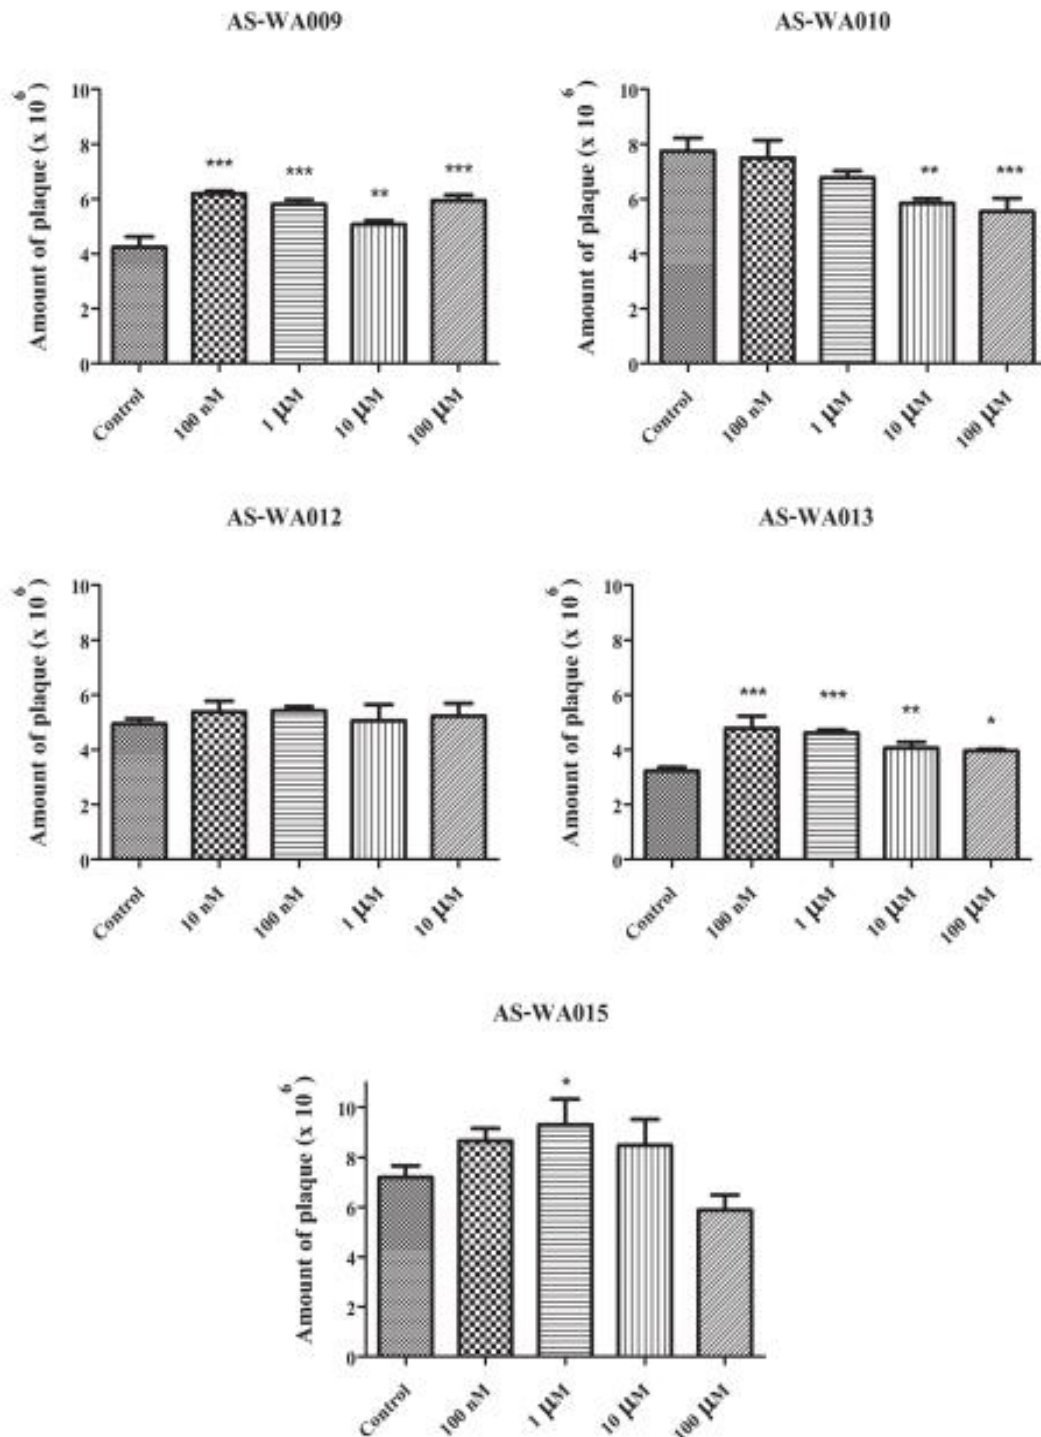 AS-WA009
Amount of plaque (x 10 6)
10
8
6
4
2
0
***
***
**
***
Control
100 nM
1 µM
10 µM
100 µM
AS-WA010
Amount of plaque (x 10 6)
10
8
6
4
2
0
**
***
Control
100 nM
1 µM
10 µM
100 µM
AS-WA012
Amount of plaque (x 10 6)
10
8
6
4
2
0
Control
10 nM
100 nM
1 µM
10 µM
AS-WA013
Amount of plaque (x 10 6)
10
8
6
4
2
0
***
***
**
*
Control
100 nM
1 µM
10 µM
100 µM
AS-WA015
Amount of plaque (x 10 6)
10
8
6
4
2
0
*
Control
100 nM
1 µM
10 µM
100 µM